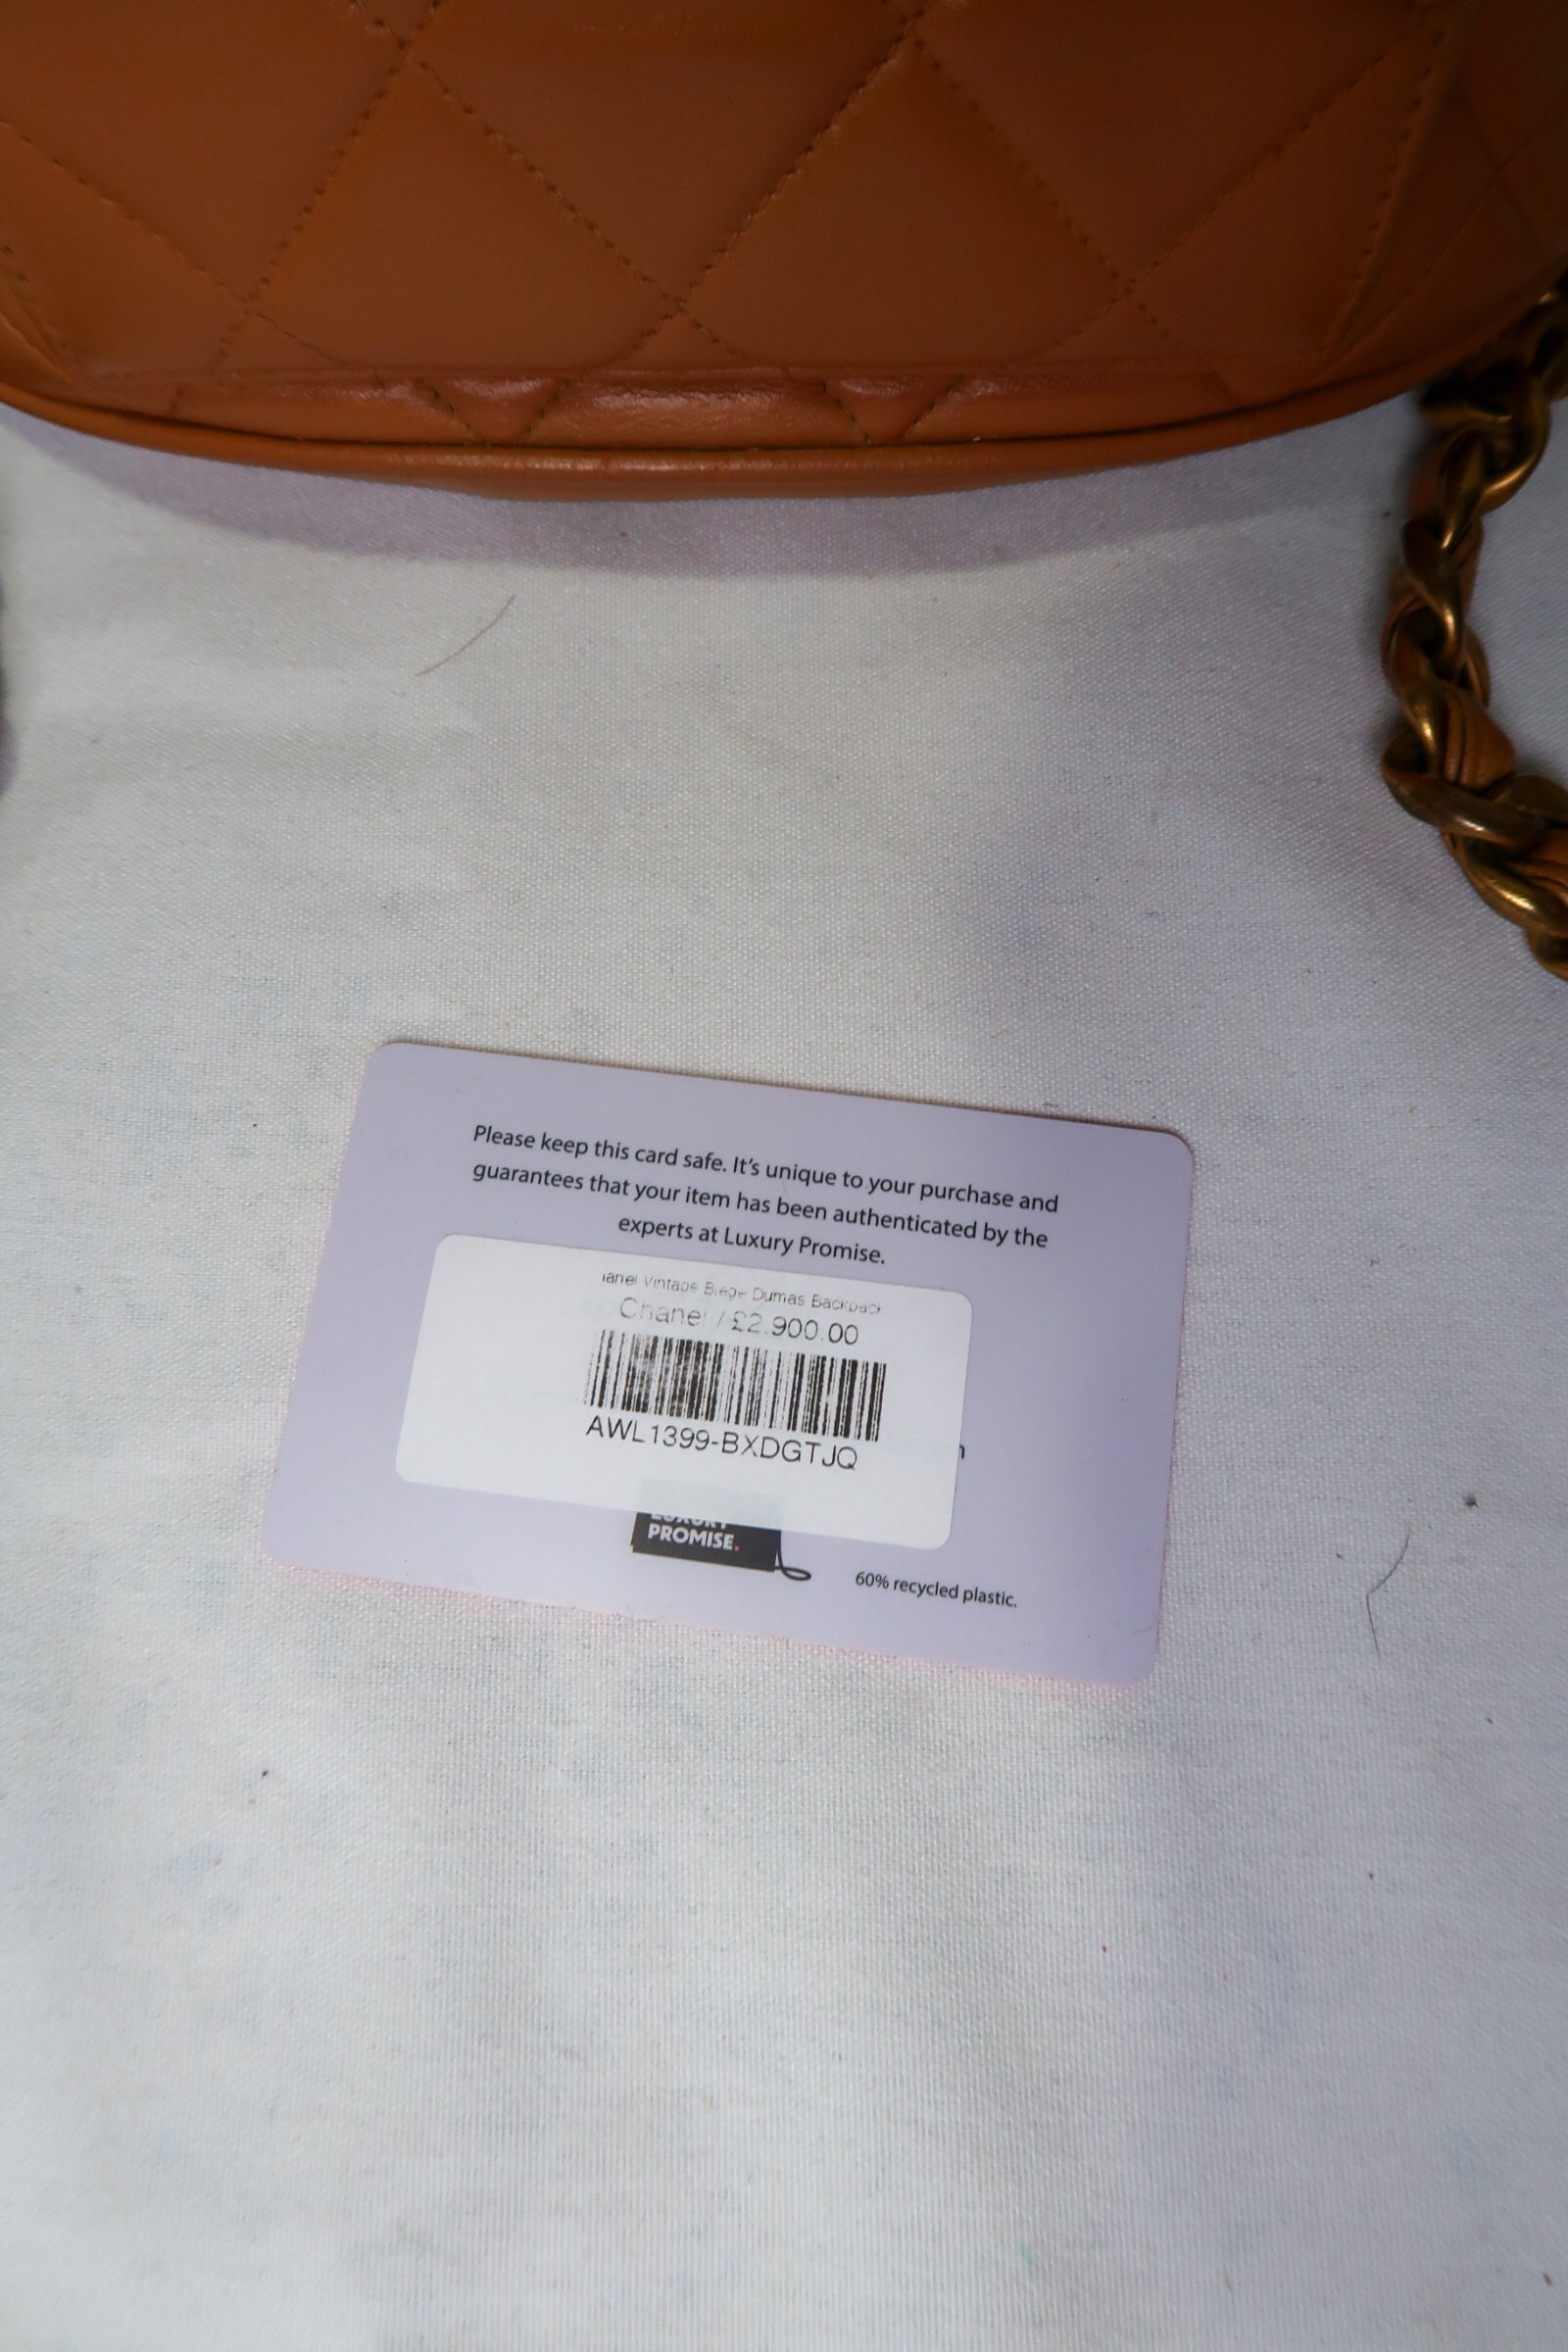 Please keep this card safe. It's unique to your purchase and
guarantees that your item has been authenticated by the
experts at Luxury Promise.
anel Vintage Biege Dumas Backpack
Chanel / £2,900.00
AWL1399-BXDGTJQ
LUXURY
PROMISE.
60% recycled plastic.